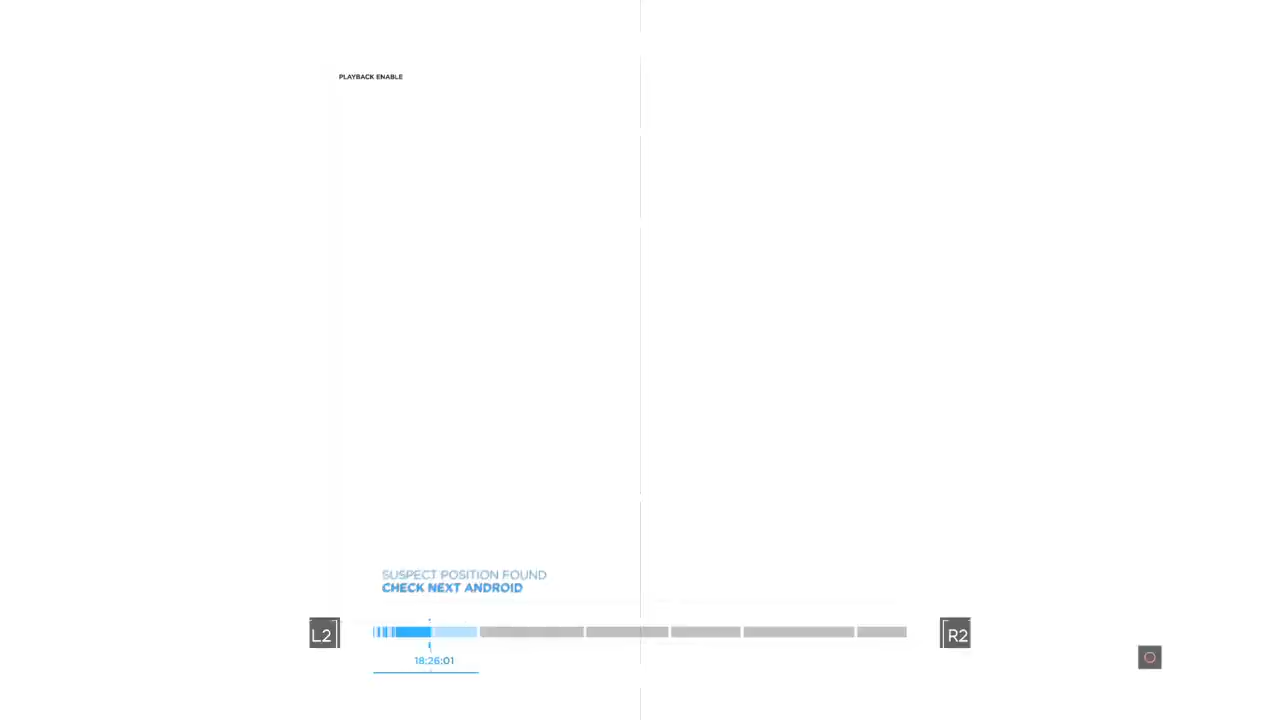 PLAYBACK ENABLE
SUSPECT POSITION FOUND
CHECK NEXT ANDROID
L2
R2
18:26:01